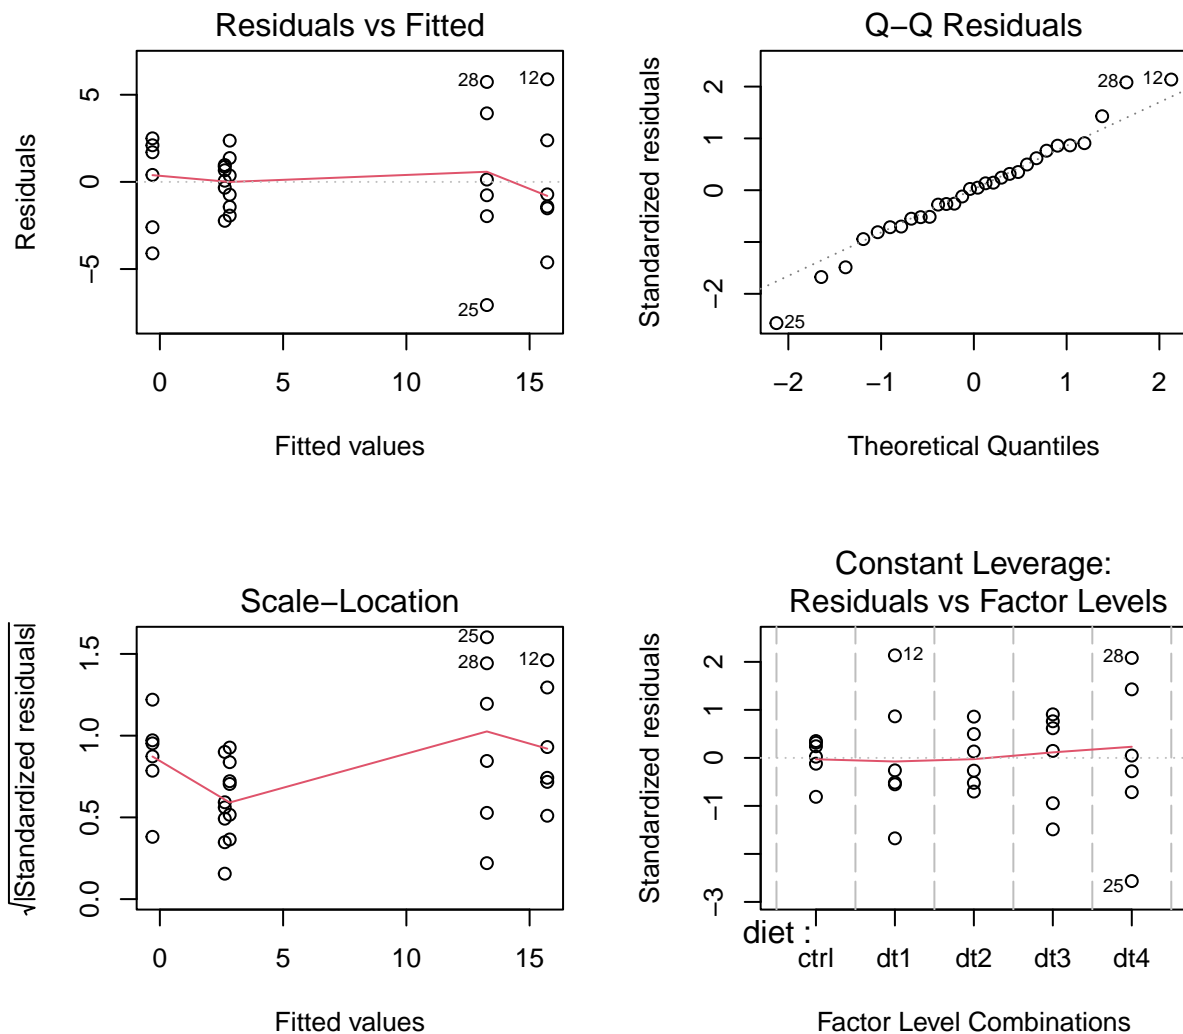 Residuals vs Fitted
Residuals
5
0
−5
28
12
25
0
5
10
15
Fitted values
Q−Q Residuals
Standardized residuals
2
1
0
−2
28
12
25
−2
−1
0
1
2
Theoretical Quantiles
Scale−Location
√|Standardized residuals|
1.5
1.0
0.5
0.0
25
28
12
0
5
10
15
Fitted values
Constant Leverage:
Residuals vs Factor Levels
Standardized residuals
2
1
0
−1
−3
12
28
25
diet :
ctrl
dt1
dt2
dt3
dt4
Factor Level Combinations